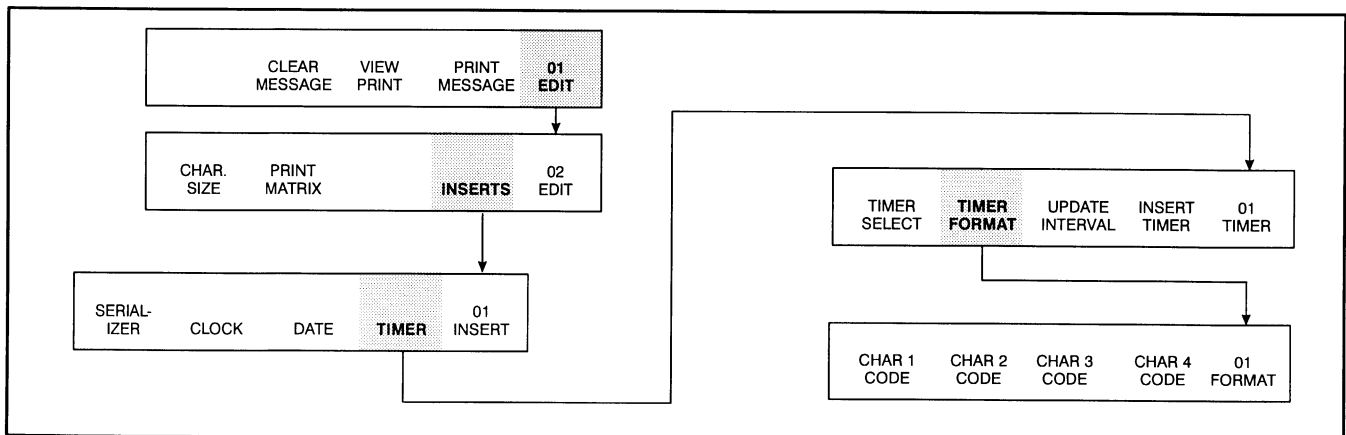 CLEAR MESSAGE
VIEW PRINT
PRINT MESSAGE
01 EDIT
CHAR. SIZE
PRINT MATRIX
INSERTS
02 EDIT
SERIAL-
IZER
CLOCK
DATE
TIMER
01 INSERT
TIMER SELECT
TIMER FORMAT
UPDATE INTERVAL
INSERT TIMER
01 TIMER
CHAR 1 CODE
CHAR 2 CODE
CHAR 3 CODE
CHAR 4 CODE
01 FORMAT